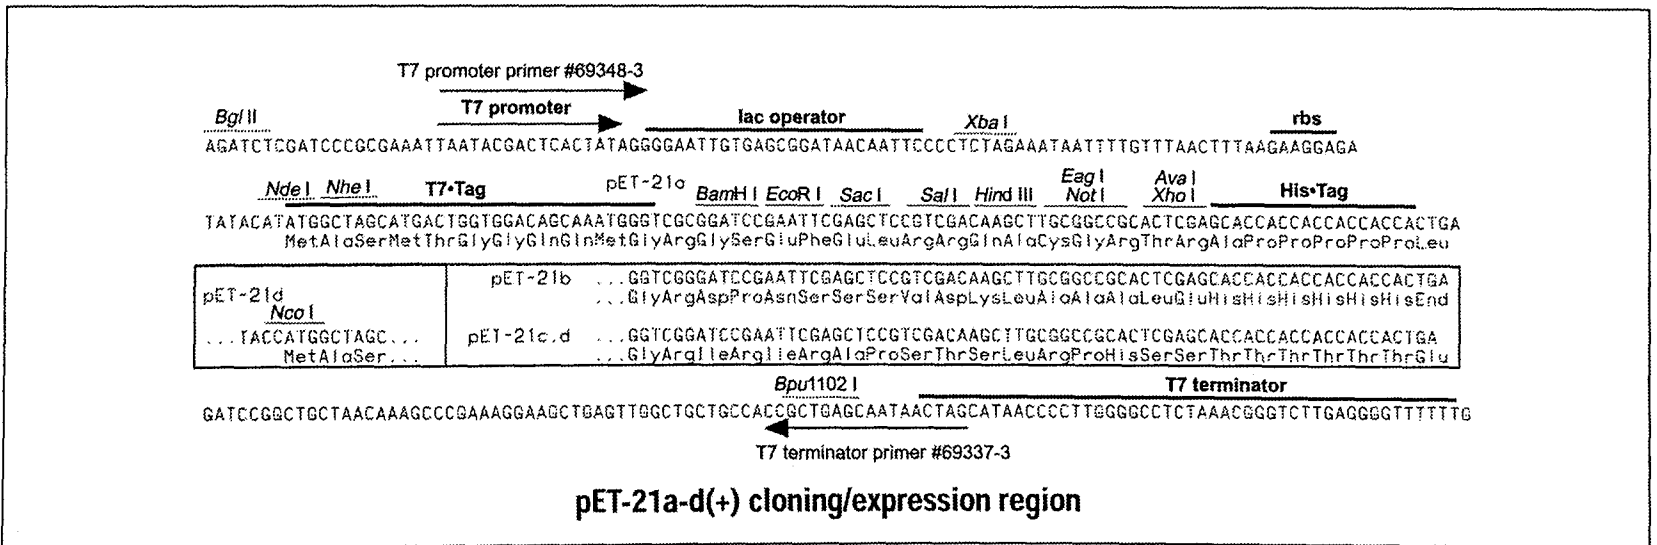 T7 promoter primer #69348-3
Bgl II T7 promoter lac operator Xba I rbs
AGATCTCGATCCCGCGAAATTAATACGACTCACTATAGGGGAATTGTGAGCGGATAACAATTCCCCTCTAGAAATAATTTTGTTTAACTTTAAGAAGGAGA
Nde I Nhe I T7•Tag pET-21a BamH I EcoR I Sac I Sal I Hind III Eag I Not I Ava I Xho I His•Tag
TATACATATGGCTAGCATGACTGGTGGACAGCAAATGGGTCGCGGATCCGAATTCGAGCTCCGTCGACAAGCTTGCGGCCGCACTCGAGCACCACCACCACCACCACTGA
MetAlaSerMetThrGlyGlyGlnGlnMetGlyArgGlySerGluPheGluLeuArgArgGlnAlaCysGlyArgThrArgAlaProProProProProLeu
pET-21b ...GGTCGGGATCCGAATTCGAGCTCCGTCGACAAGCTTGCGGCCGCACTCGAGCACCACCACCACCACCACTGA
...GlyArgAspProAsnSerSerSerValAspLysLeuAlaAlaAlaLeuGluHisHisHisHisHisHisEnd
pET-21d
Nco I
...TACCATGGCTAGC...
MetAlaSer...
pET-21c,d ...GGTCGGATCCGAATTCGAGCTCCGTCGACAAGCTTGCGGCCGCACTCGAGCACCACCACCACCACCACTGA
...GlyArgIleArgIleArgAlaProSerThrSerLeuArgProHisSerSerThrThrThrThrThrThrGlu
Bpu1102 I T7 terminator
GATCCGGCTGCTAACAAAGCCCGAAAGGAAGCTGAGTTGGCTGCTGCCACCGCTGAGCAATAACTAGCATAACCCCTTGGGGCCTCTAAACGGGTCTTGAGGGGTTTTTTG
T7 terminator primer #69337-3
pET-21a-d(+) cloning/expression region